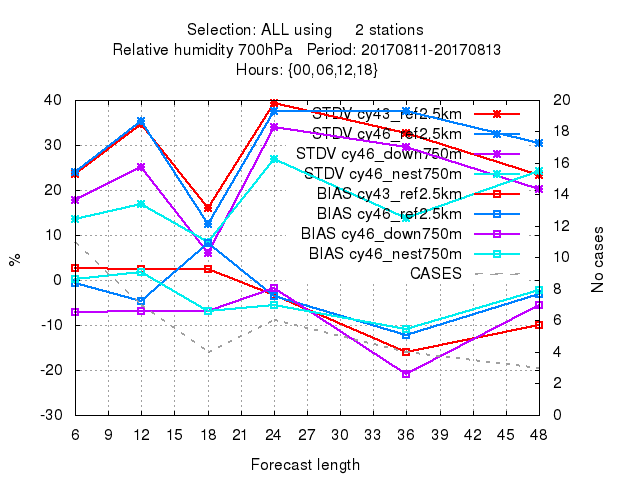 Selection: ALL using 2 stations
Relative humidity 700hPa Period: 20170811-20170813
Hours: {00,06,12,18}
40
30
20
10
0
-10
-20
-30
%
20
18
16
14
12
10
8
6
4
2
0
No cases
STDV cy43_ref2.5km
STDV cy46_ref2.5km
STDV cy46_down750m
STDV cy46_nest750m
BIAS cy43_ref2.5km
BIAS cy46_ref2.5km
BIAS cy46_down750m
BIAS cy46_nest750m
CASES
6 9 12 15 18 21 24 27 30 33 36 39 42 45 48
Forecast length